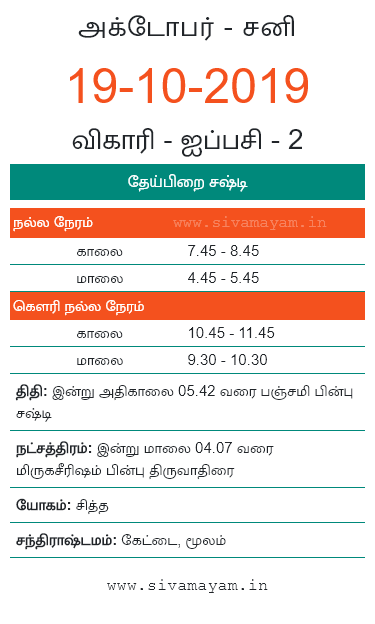 அக்டோபர் - சனி
19-10-2019
விகாரி - ஐப்பசி - 2
தேய்பிறை சஷ்டி
நல்ல நேரம் www.sivamayam.in
காலை 7.45 - 8.45
மாலை 4.45 - 5.45
கௌரி நல்ல நேரம்
காலை 10.45 - 11.45
மாலை 9.30 - 10.30
திதி: இன்று அதிகாலை 05.42 வரை பஞ்சமி பின்பு
சஷ்டி
நட்சத்திரம்: இன்று மாலை 04.07 வரை
மிருகசீரிஷம் பின்பு திருவாதிரை
யோகம்: சித்த
சந்திராஷ்டமம்: கேட்டை, மூலம்
www.sivamayam.in